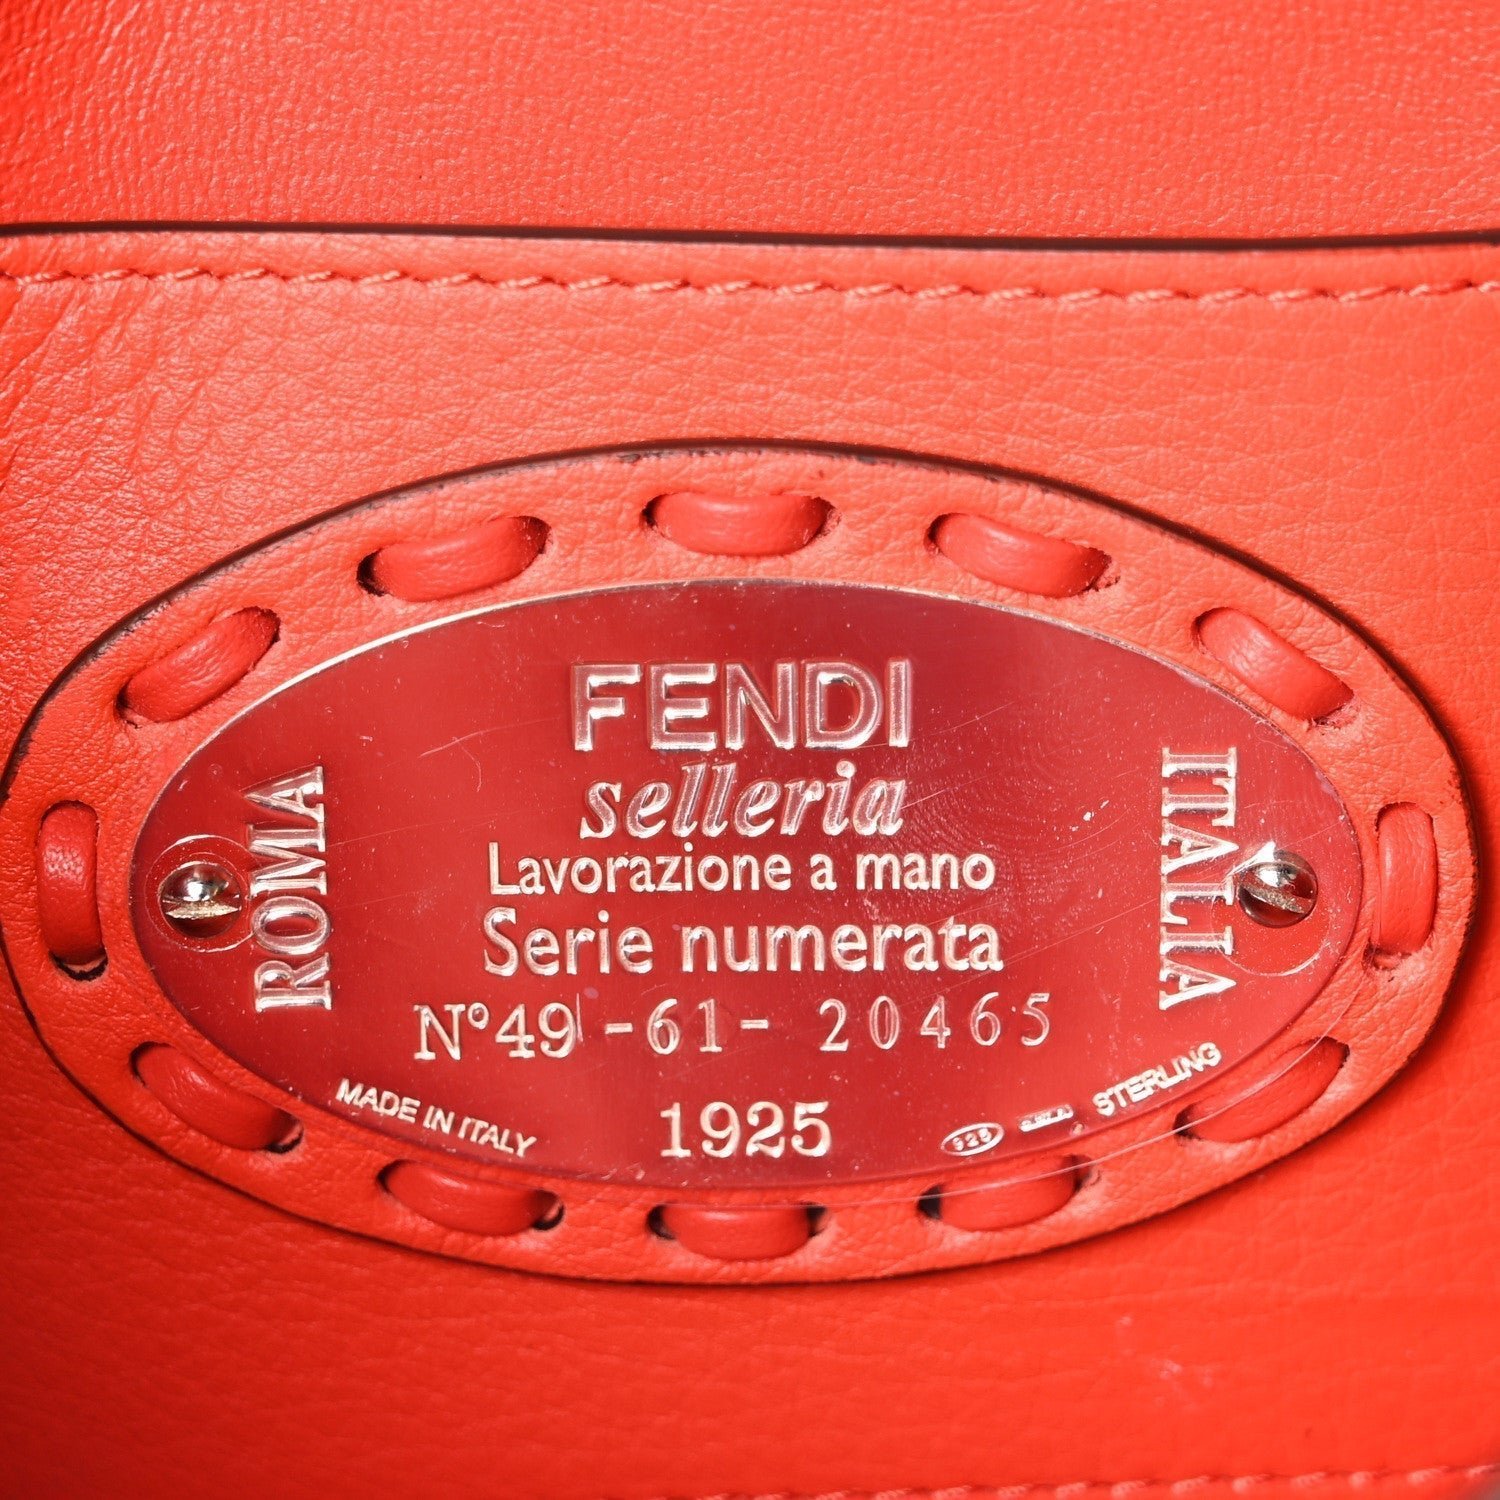 FENDI
selleria
Lavorazione a mano
Serie numerata
N° 49 - 61 - 20465
1925
ROMA
ITALIA
MADE IN ITALY
925
STERLING